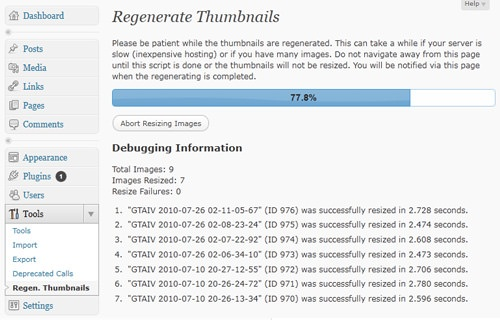 Help
Dashboard
Posts
Media
Links
Pages
Comments
Appearance
Plugins 1
Users
Tools
Tools
Import
Export
Deprecated Calls
Regen. Thumbnails
Settings
Regenerate Thumbnails
Please be patient while the thumbnails are regenerated. This can take a while if your server is
slow (inexpensive hosting) or if you have many images. Do not navigate away from this page
until this script is done or the thumbnails will not be resized. You will be notified via this page
when the regenerating is completed.
77.8%
Abort Resizing Images
Debugging Information
Total Images: 9
Images Resized: 7
Resize Failures: 0
1. "GTAIV 2010-07-26 02-11-05-67" (ID 976) was successfully resized in 2.728 seconds.
2. "GTAIV 2010-07-26 02-08-23-24" (ID 975) was successfully resized in 2.474 seconds.
3. "GTAIV 2010-07-26 02-07-22-92" (ID 974) was successfully resized in 2.608 seconds.
4. "GTAIV 2010-07-26 02-06-34-10" (ID 973) was successfully resized in 2.473 seconds.
5. "GTAIV 2010-07-10 20-27-12-55" (ID 972) was successfully resized in 2.706 seconds.
6. "GTAIV 2010-07-10 20-26-24-72" (ID 971) was successfully resized in 2.780 seconds.
7. "GTAIV 2010-07-10 20-26-13-34" (ID 970) was successfully resized in 2.596 seconds.